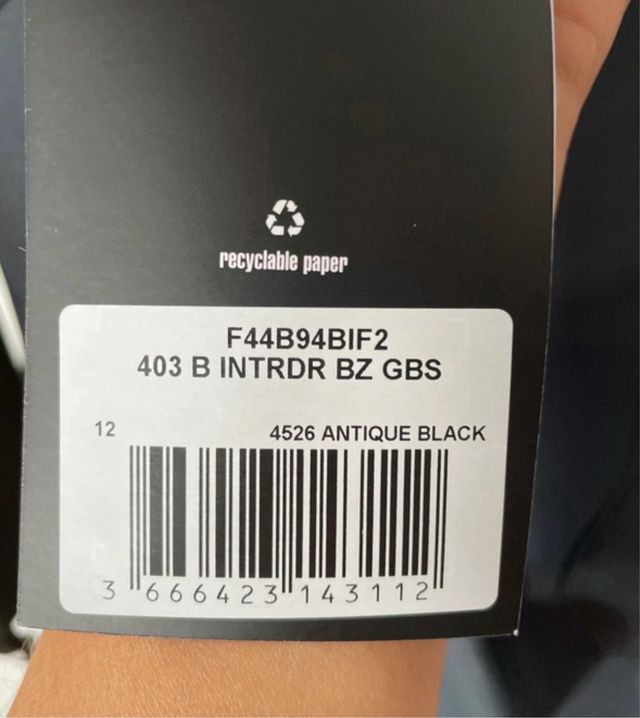 recyclable paper
F44B94BIF2
403 B INTRDR BZ GBS
12
4526 ANTIQUE BLACK
3 666423 143112